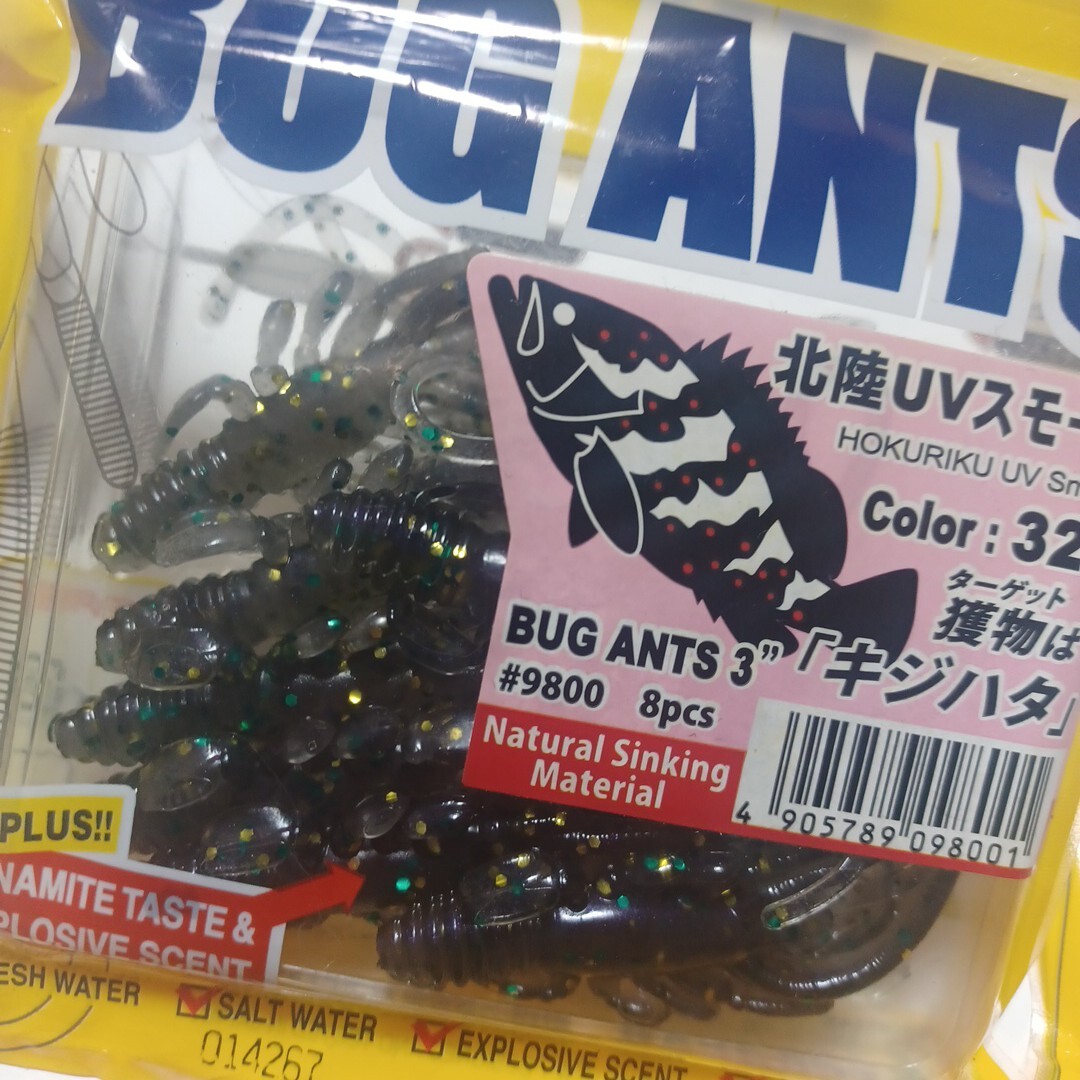 BUG ANTS
北陸UVスモー
HOKURIKU UV Sm
Color : 32
ターゲット
獲物は
「キジハタ」
BUG ANTS 3”
#9800 8pcs
Natural Sinking
Material
4 905789 098001
PLUS!!
NAMITE TASTE &
PLOSIVE SCENT
ESH WATER
SALT WATER
EXPLOSIVE SCENT
014267